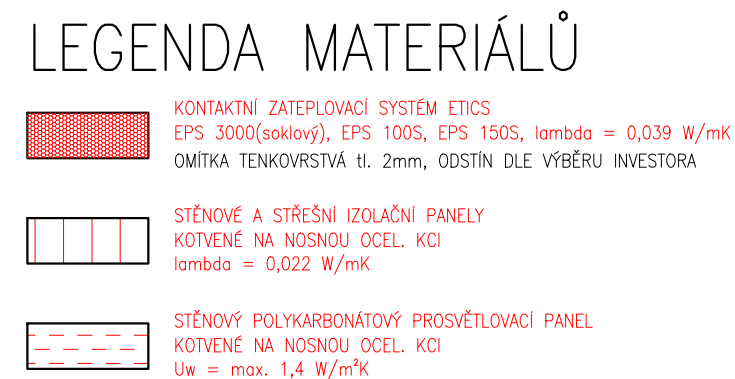 LEGENDA MATERIÁLŮ
KONTAKTNÍ ZATEPLOVACÍ SYSTÉM ETICS
EPS 3000(soklový), EPS 100S, EPS 150S, lambda = 0,039 W/mK
OMÍTKA TENKOVRSTVÁ tl. 2mm, ODSTÍN DLE VÝBĚRU INVESTORA
STĚNOVÉ A STŘEŠNÍ IZOLAČNÍ PANELY
KOTVENÉ NA NOSNOU OCEL. KCI
lambda = 0,022 W/mK
STĚNOVÝ POLYKARBONÁTOVÝ PROSVĚTLOVACÍ PANEL
KOTVENÉ NA NOSNOU OCEL. KCI
Uw = max. 1,4 W/m²K